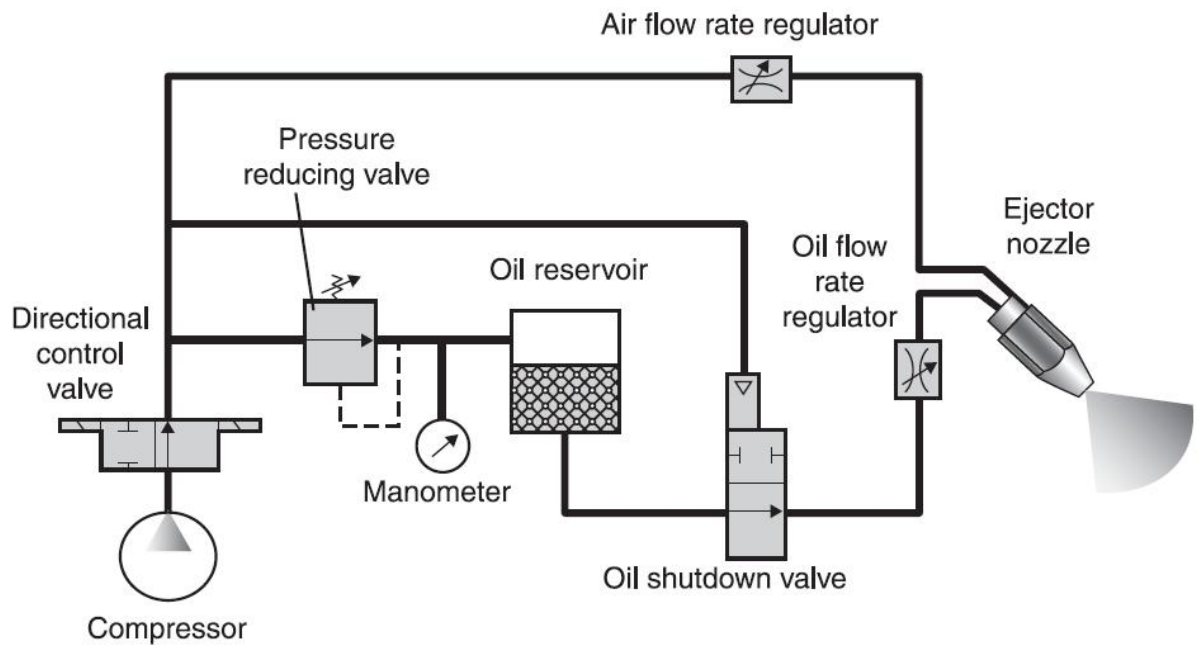 Air flow rate regulator
Pressure
reducing valve
Ejector
nozzle
Oil flow
rate
regulator
Oil reservoir
Directional
control
valve
Manometer
Oil shutdown valve
Compressor